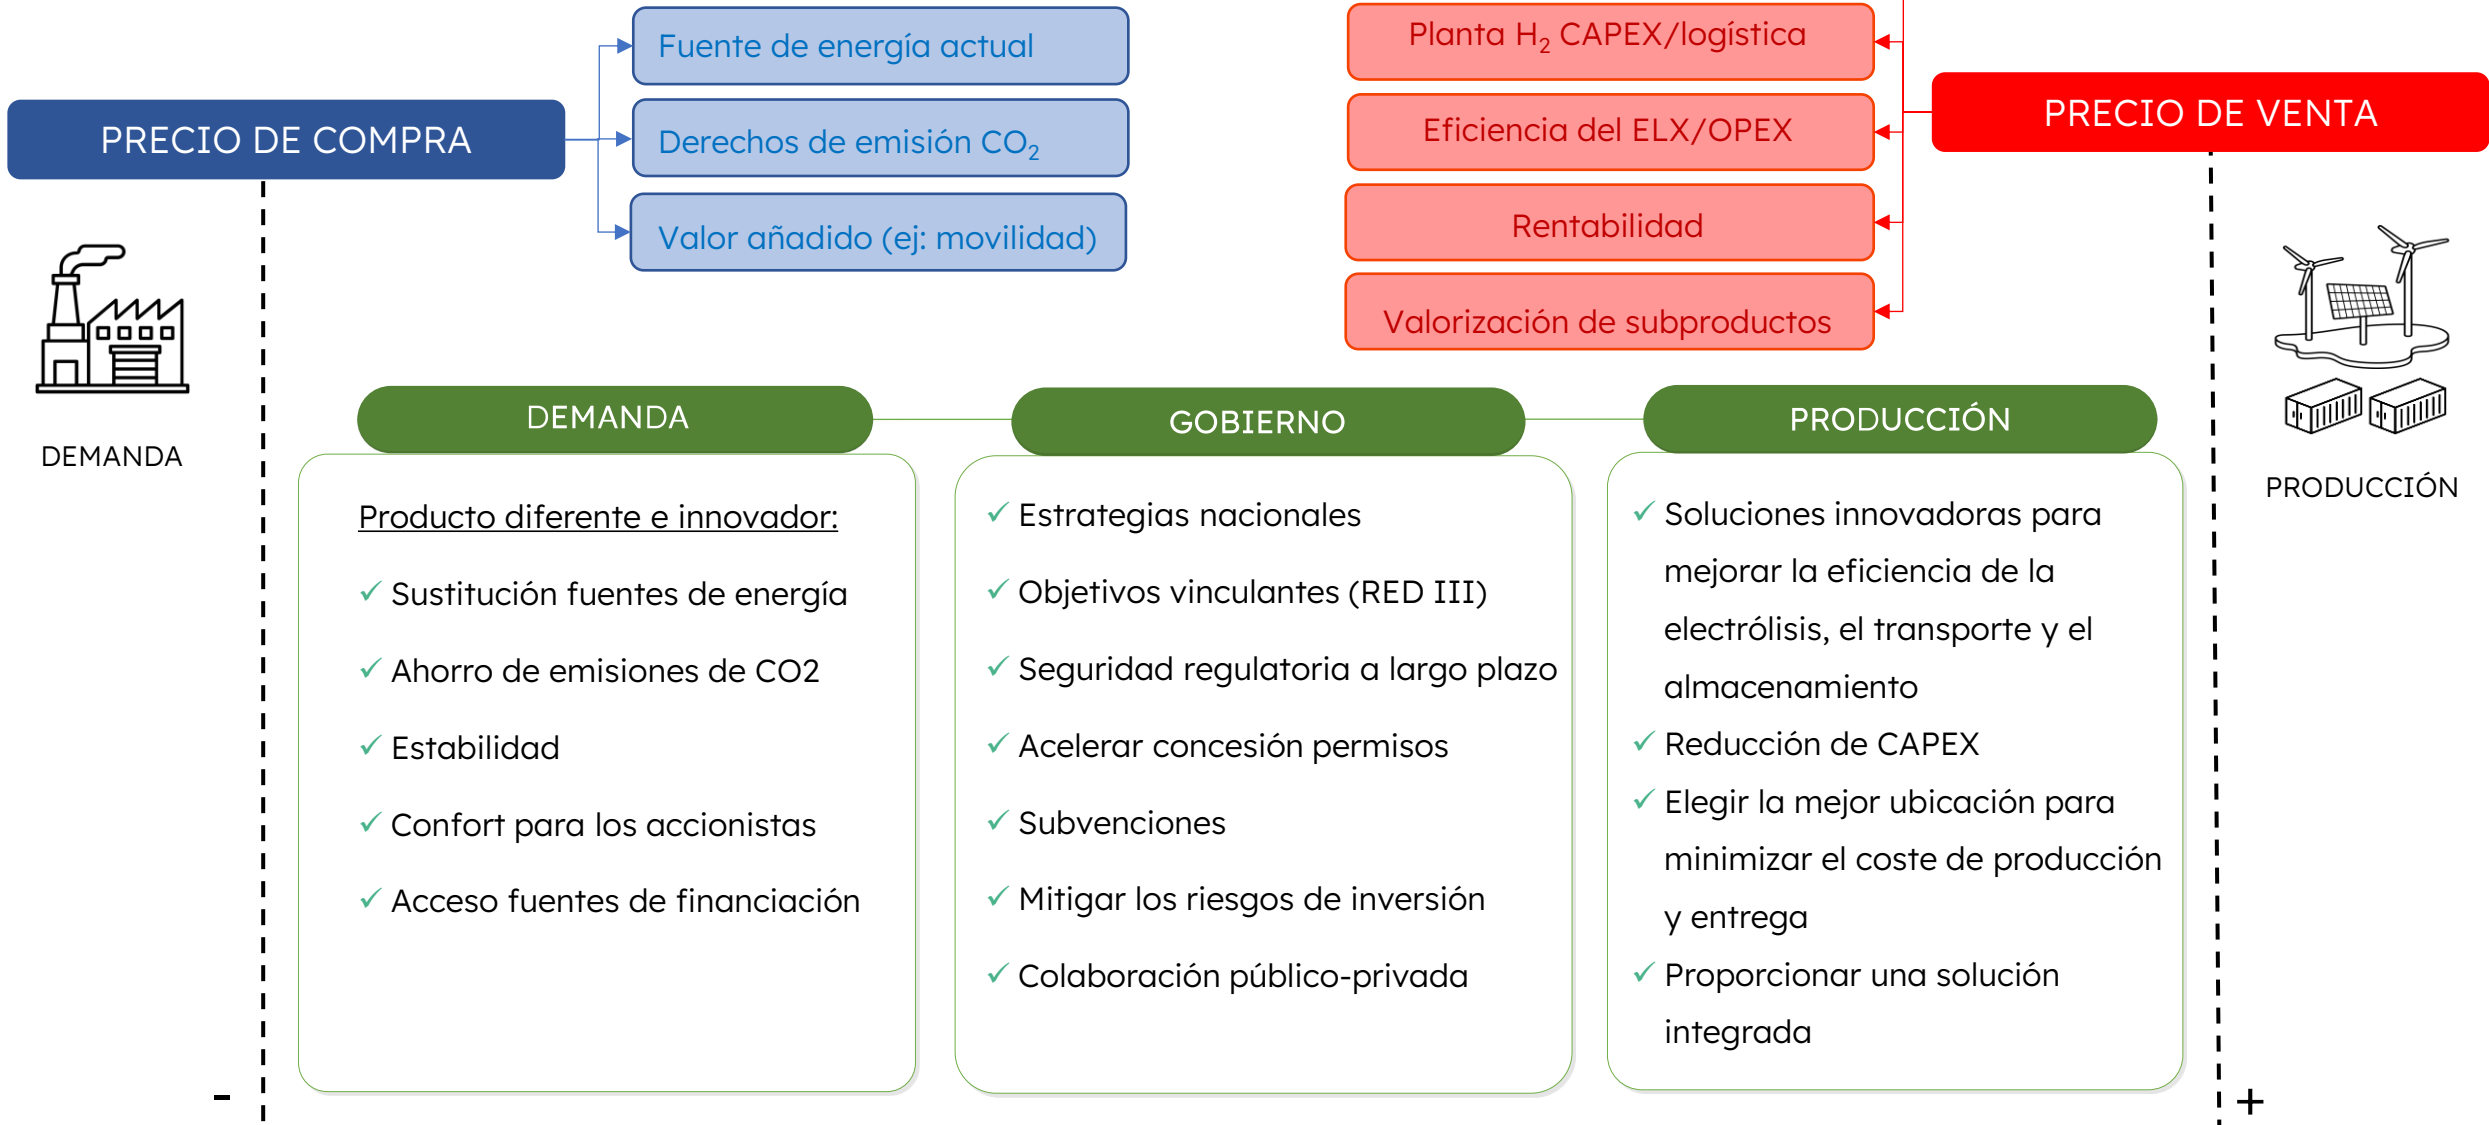 PRECIO DE COMPRA
Fuente de energía actual
Derechos de emisión CO₂
Valor añadido (ej: movilidad)
Planta H₂ CAPEX/logística
Eficiencia del ELX/OPEX
Rentabilidad
Valorización de subproductos
PRECIO DE VENTA
DEMANDA
DEMANDA
Producto diferente e innovador:
✓ Sustitución fuentes de energía
✓ Ahorro de emisiones de CO2
✓ Estabilidad
✓ Confort para los accionistas
✓ Acceso fuentes de financiación
GOBIERNO
✓ Estrategias nacionales
✓ Objetivos vinculantes (RED III)
✓ Seguridad regulatoria a largo plazo
✓ Acelerar concesión permisos
✓ Subvenciones
✓ Mitigar los riesgos de inversión
✓ Colaboración público-privada
PRODUCCIÓN
✓ Soluciones innovadoras para
mejorar la eficiencia de la
electrólisis, el transporte y el
almacenamiento
✓ Reducción de CAPEX
✓ Elegir la mejor ubicación para
minimizar el coste de producción
y entrega
✓ Proporcionar una solución
integrada
PRODUCCIÓN
-
+